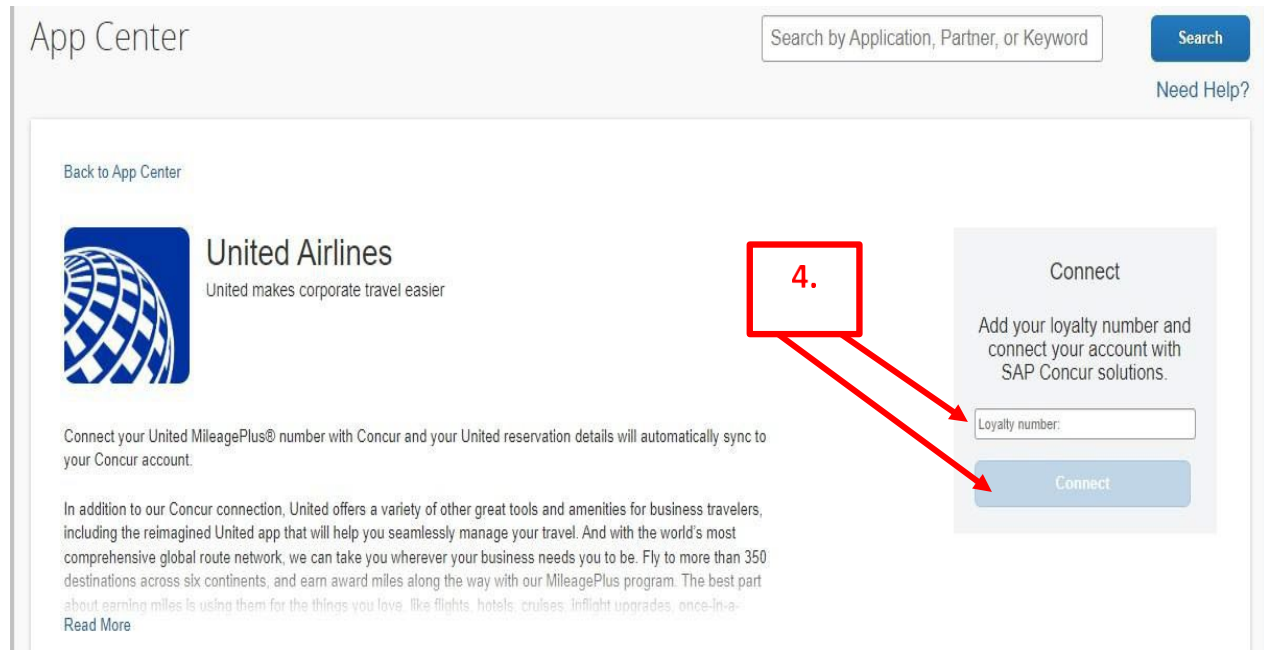 App Center
Search by Application, Partner, or Keyword
Search
Need Help?
Back to App Center
United Airlines
United makes corporate travel easier
4.
Connect
Add your loyalty number and
connect your account with
SAP Concur solutions.
Loyalty number:
Connect
Connect your United MileagePlus® number with Concur and your United reservation details will automatically sync to
your Concur account.
In addition to our Concur connection, United offers a variety of other great tools and amenities for business travelers,
including the reimagined United app that will help you seamlessly manage your travel. And with the world's most
comprehensive global route network, we can take you wherever your business needs you to be. Fly to more than 350
destinations across six continents, and earn award miles along the way with our MileagePlus program. The best part
about earning miles is using them for the things you love, like flights, hotels, cruises, inflight upgrades, once-in-a-
Read More